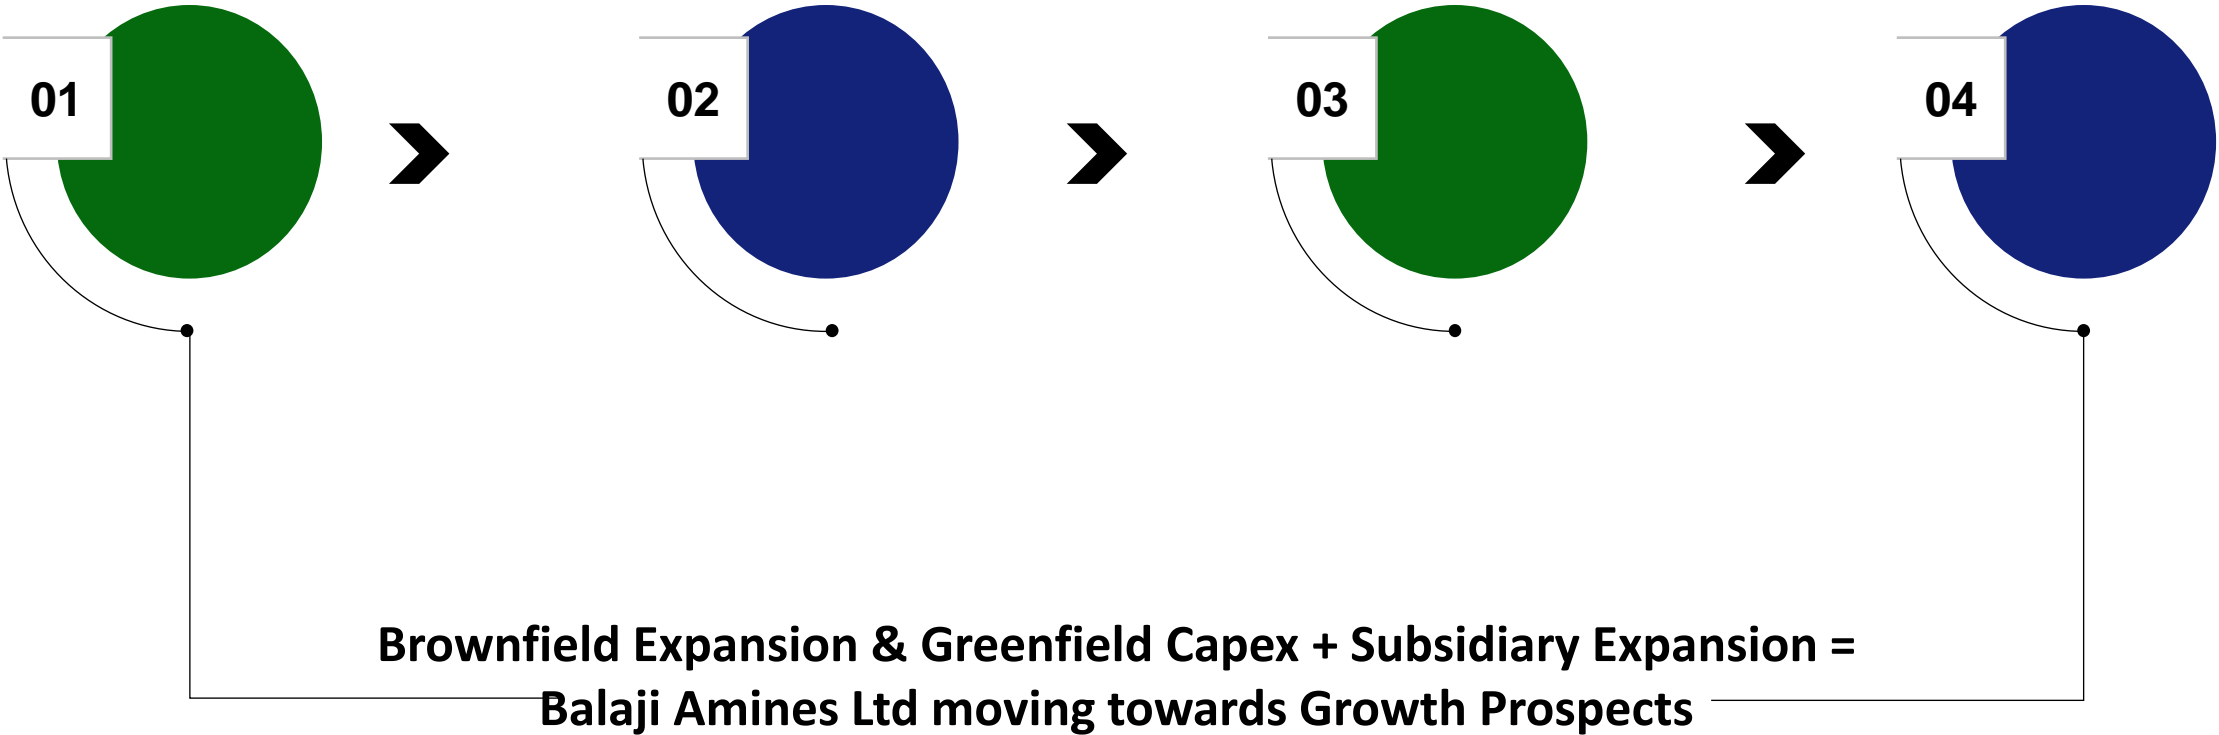 01
02
03
04
Brownfield Expansion & Greenfield Capex + Subsidiary Expansion =
Balaji Amines Ltd moving towards Growth Prospects